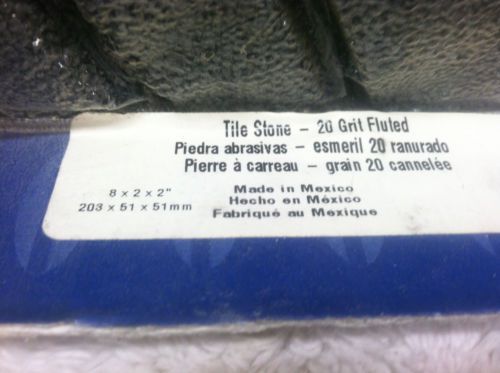 Tile Stone – 20 Grit Fluted
Piedra abrasivas – esmeril 20 ranurado
Pierre à carreau – grain 20 cannelée
8 x 2 x 2"
203 x 51 x 51mm
Made in Mexico
Hecho en México
Fabriqué au Mexique